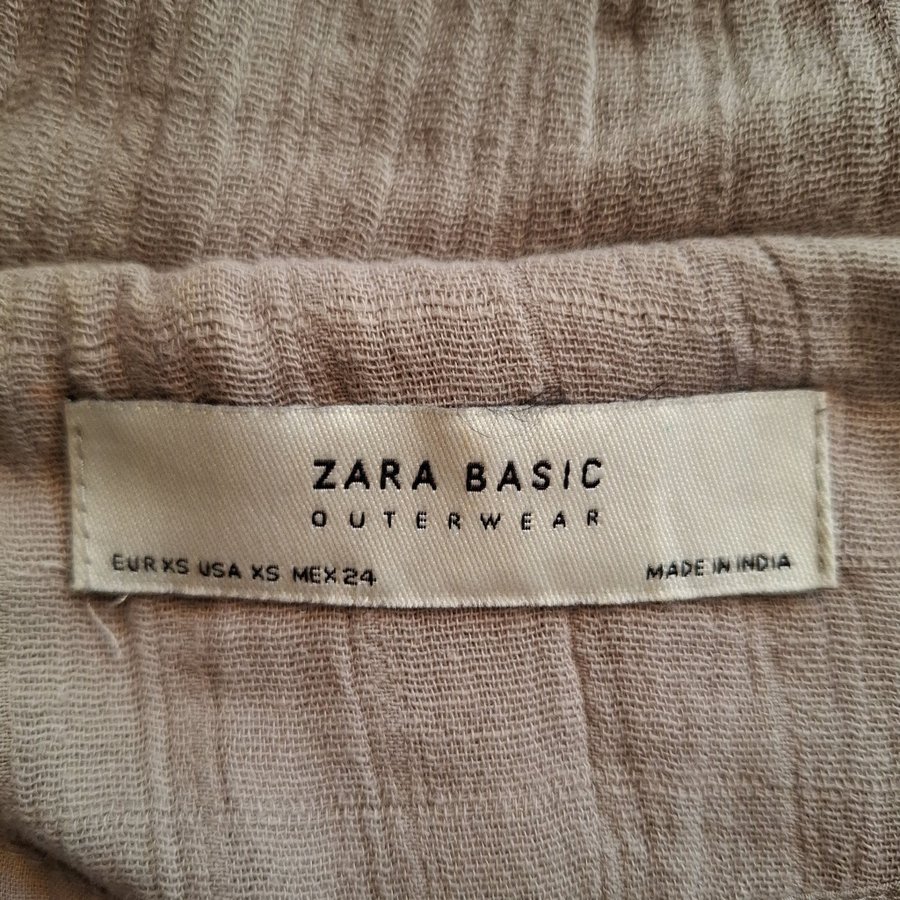 ZARA BASIC
OUTERWEAR
EUR XS USA XS MEX 24
MADE IN INDIA